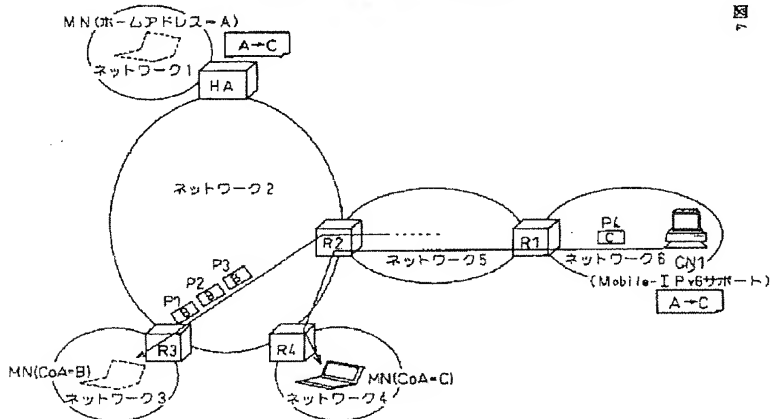 図7
MN(ホームアドレス=A)
A→C
ネットワーク1
HA
ネットワーク2
P4
C
R2
R1
P3
ネットワーク5
ネットワーク6
CN1
P2
(Mobile-IPv6サポート)
P1
B
B
B
A→C
R3
R4
MN(CoA=B)
MN(CoA=C)
ネットワーク3
ネットワーク4